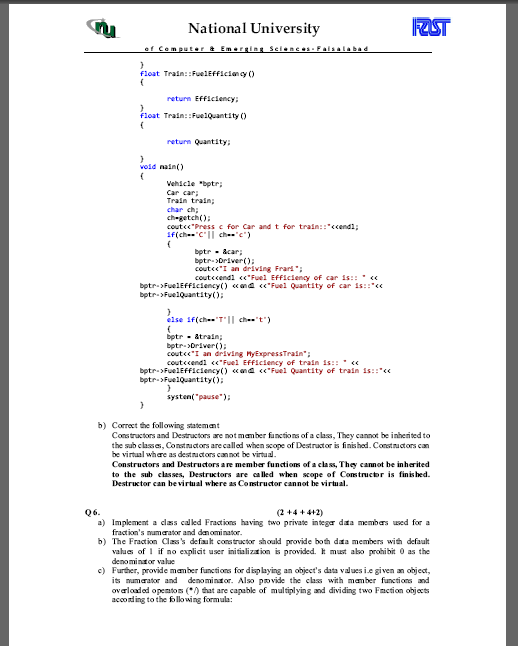 nu
National University
FAST
of Computer & Emerging Sciences-Faisalabad
}
float Train::FuelEfficiency()
{
return Efficiency;
}
float Train::FuelQuantity()
{
return Quantity;
}
void main()
{
Vehicle *bptr;
Car car;
Train train;
char ch;
ch=getch();
cout<<"Press c for Car and t for train::"<<endl;
if(ch=='C'|| ch=='c')
{
bptr = &car;
bptr->Driver();
cout<<"I am driving Frari";
cout<<endl <<"Fuel Efficiency of car is:: " <<
bptr->FuelEfficiency() <<endl <<"Fuel Quantity of car is::"<<
bptr->FuelQuantity();
}
else if(ch=='T'|| ch=='t')
{
bptr = &train;
bptr->Driver();
cout<<"I am driving MyExpressTrain";
cout<<endl <<"Fuel Efficiency of train is:: " <<
bptr->FuelEfficiency() <<endl <<"Fuel Quantity of train is::"<<
bptr->FuelQuantity();
}
system("pause");
}
b) Correct the following statement
Constructors and Destructors are not member functions of a class, They cannot be inherited to
the sub classes, Constructors are called when scope of Destructor is finished. Constructors can
be virtual where as destructors cannot be virtual.
Constructors and Destructors are member functions of a class, They cannot be inherited
to the sub classes, Destructors are called when scope of Constructor is finished.
Destructor can be virtual where as Constructor cannot be virtual.
Q 6. (2 +4 + 4+2)
a) Implement a class called Fractions having two private integer data members used for a
fraction's numerator and denominator.
b) The Fraction Class's default constructor should provide both data members with default
values of 1 if no explicit user initialization is provided. It must also prohibit 0 as the
denominator value
c) Further, provide member functions for displaying an object's data values i.e given an object,
its numerator and denominator. Also provide the class with member functions and
overloaded operators (*/) that are capable of multiplying and dividing two Fraction objects
according to the following formula: